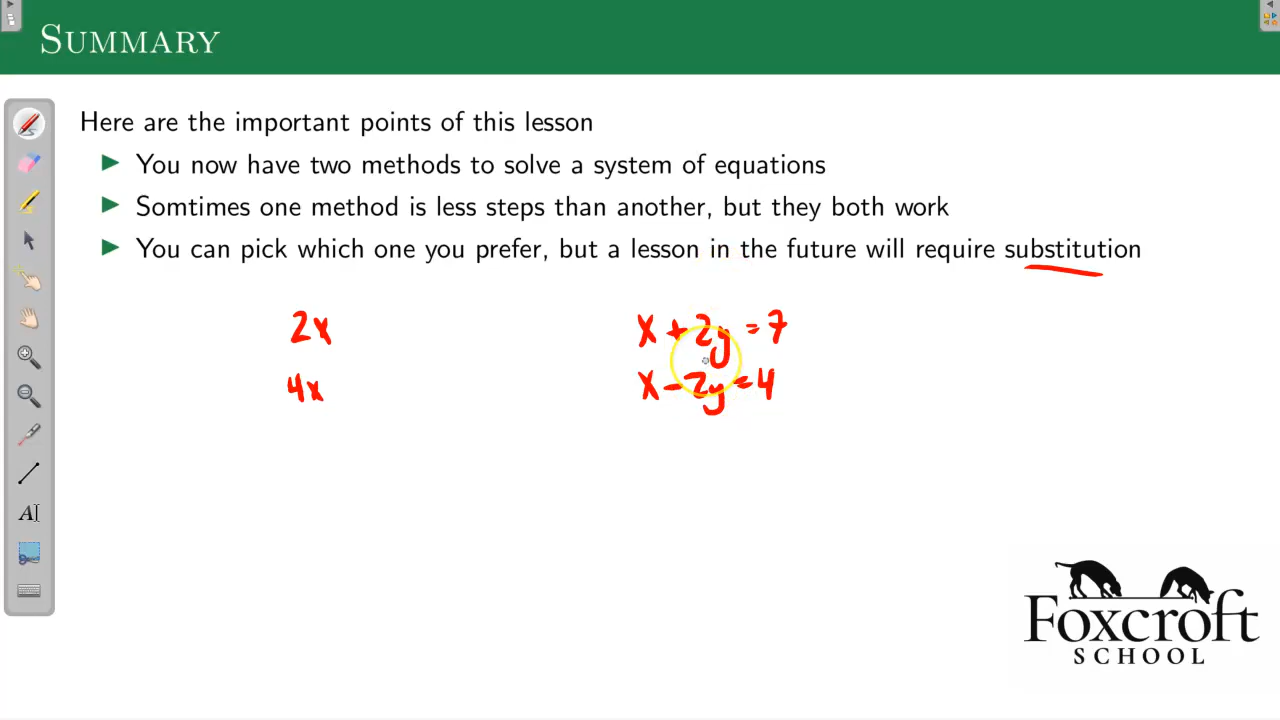 SUMMARY
Here are the important points of this lesson
You now have two methods to solve a system of equations
Somtimes one method is less steps than another, but they both work
You can pick which one you prefer, but a lesson in the future will require substitution
2x
x + 2y = 7
4x
x - 2y = 4
A
Foxcroft
SCHOOL